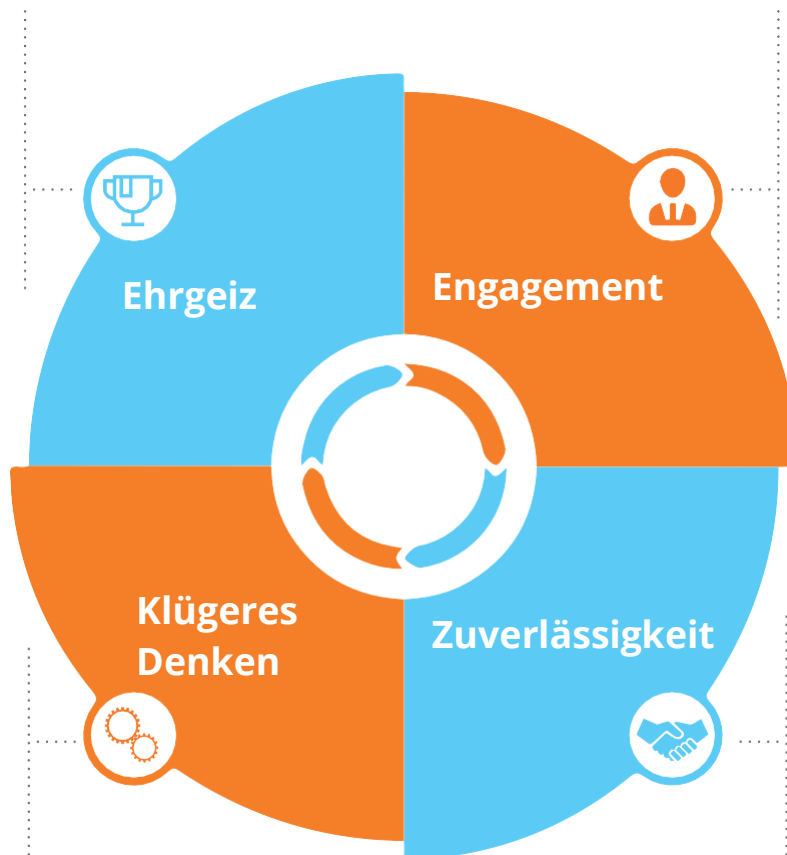 Ehrgeiz
Engagement
Klügeres
Denken
Zuverlässigkeit